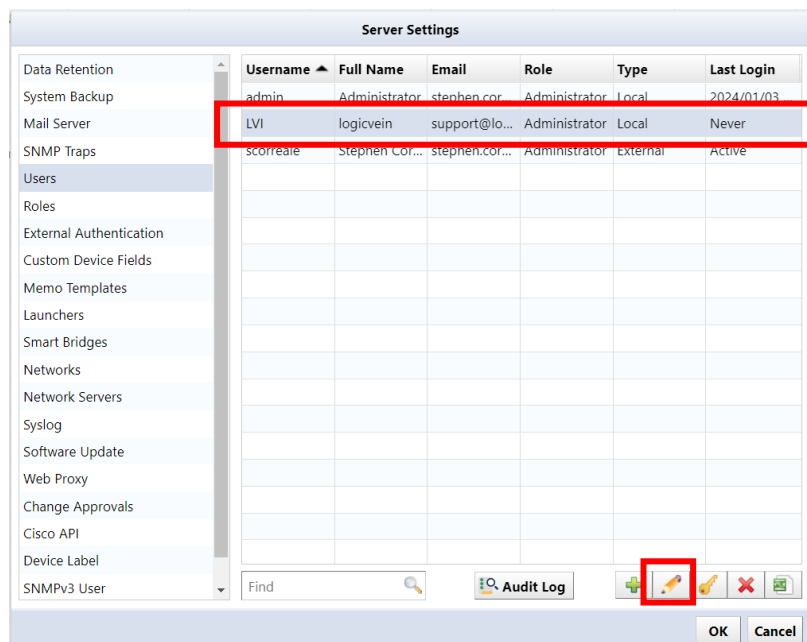 Server Settings
Data Retention
System Backup
Mail Server
SNMP Traps
Users
Roles
External Authentication
Custom Device Fields
Memo Templates
Launchers
Smart Bridges
Networks
Network Servers
Syslog
Software Update
Web Proxy
Change Approvals
Cisco API
Device Label
SNMPv3 User
Username Full Name Email Role Type Last Login
admin Administrator stephen.cor... Administrator Local 2024/01/03 ...
LVI logicvein support@lo... Administrator Local Never
scorreale Stephen Cor... stephen.cor... Administrator External Active
Find
Audit Log
OK Cancel